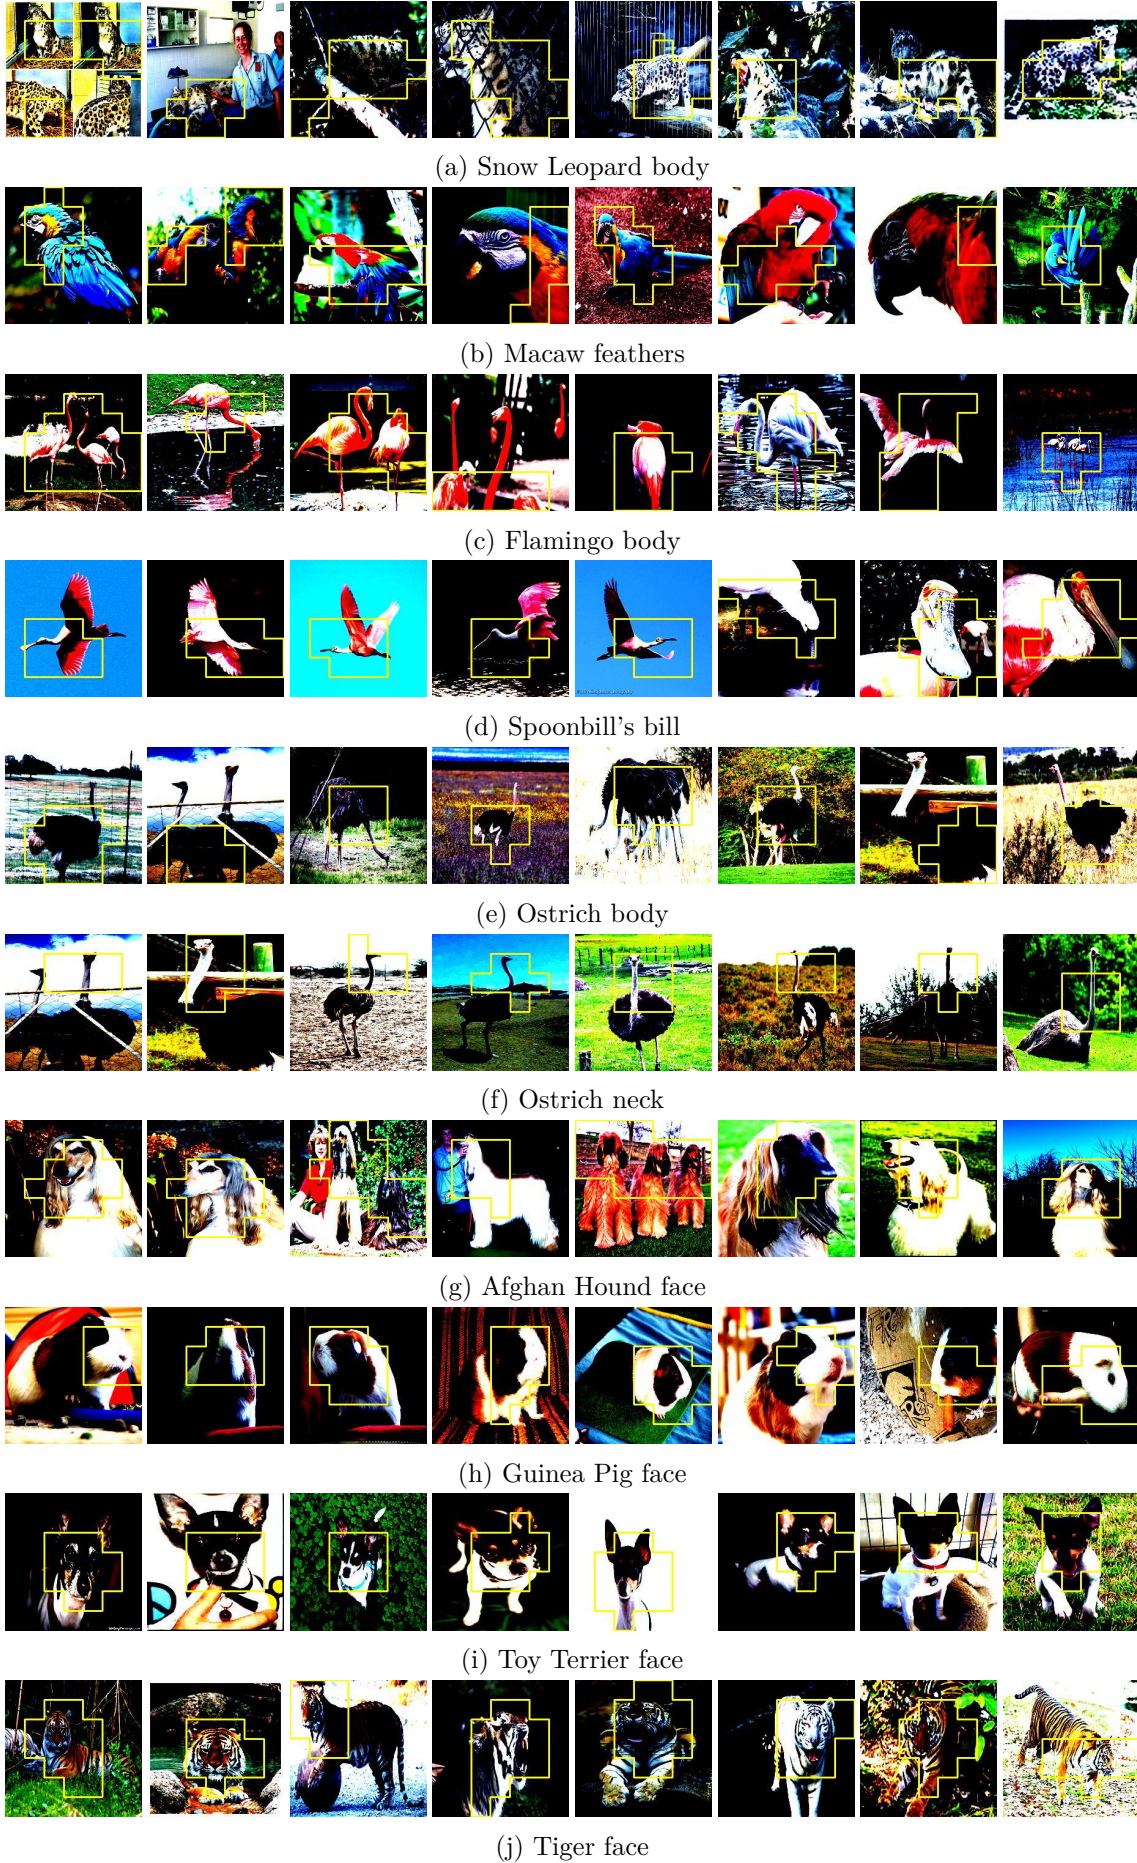 (a) Snow Leopard body
(b) Macaw feathers
(c) Flamingo body
(d) Spoonbill's bill
(e) Ostrich body
(f) Ostrich neck
(g) Afghan Hound face
(h) Guinea Pig face
(i) Toy Terrier face
(j) Tiger face